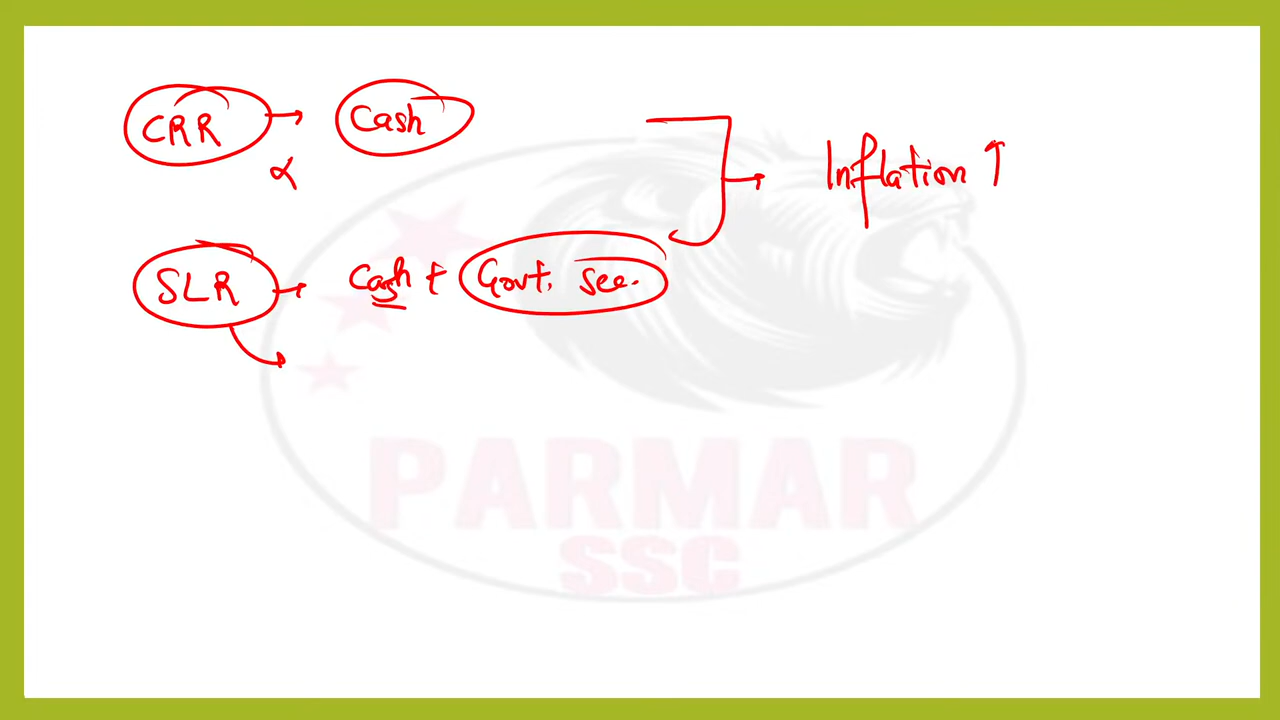 CRR → Cash
α
Inflation ↑
SLR → Cash + Govt. Sec.
PARMAR
SSC